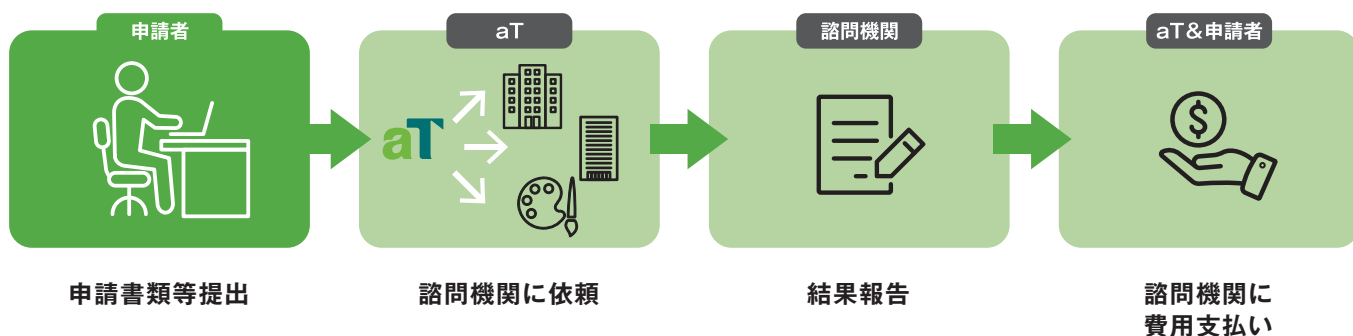 申請者
aT
諮問機関
aT&申請者
aT
$
申請書類等提出
諮問機関に依頼
結果報告
諮問機関に
費用支払い